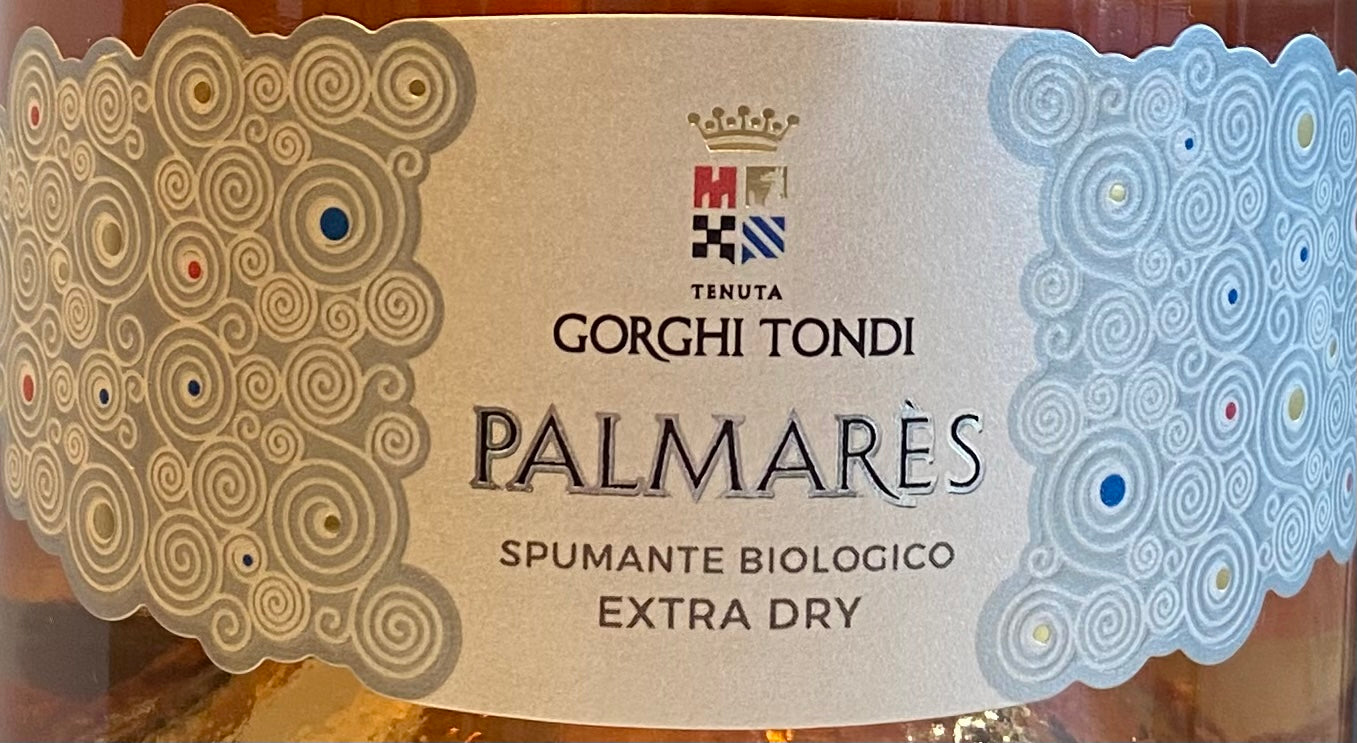 TENUTA
GORGHI TONDI
PALMARÈS
SPUMANTE BIOLOGICO
EXTRA DRY